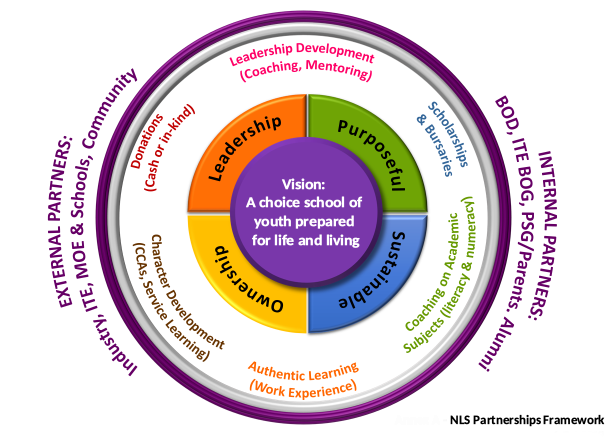 Leadership Development
(Coaching, Mentoring)
Donations
(Cash or in-kind)
Scholarships
& Bursaries
EXTERNAL PARTNERS:
Industry, ITE, MOE & Schools, Community
INTERNAL PARTNERS:
BOD, ITE BOG, PSG/Parents. Alumni
Leadership
Purposeful
Vision:
A choice school of
youth prepared
for life and living
Ownership
Sustainable
Character Development
(CCAs, Service Learning)
Coaching on Academic
Subjects (literacy & numeracy)
Authentic Learning
(Work Experience)
NLS Partnerships Framework